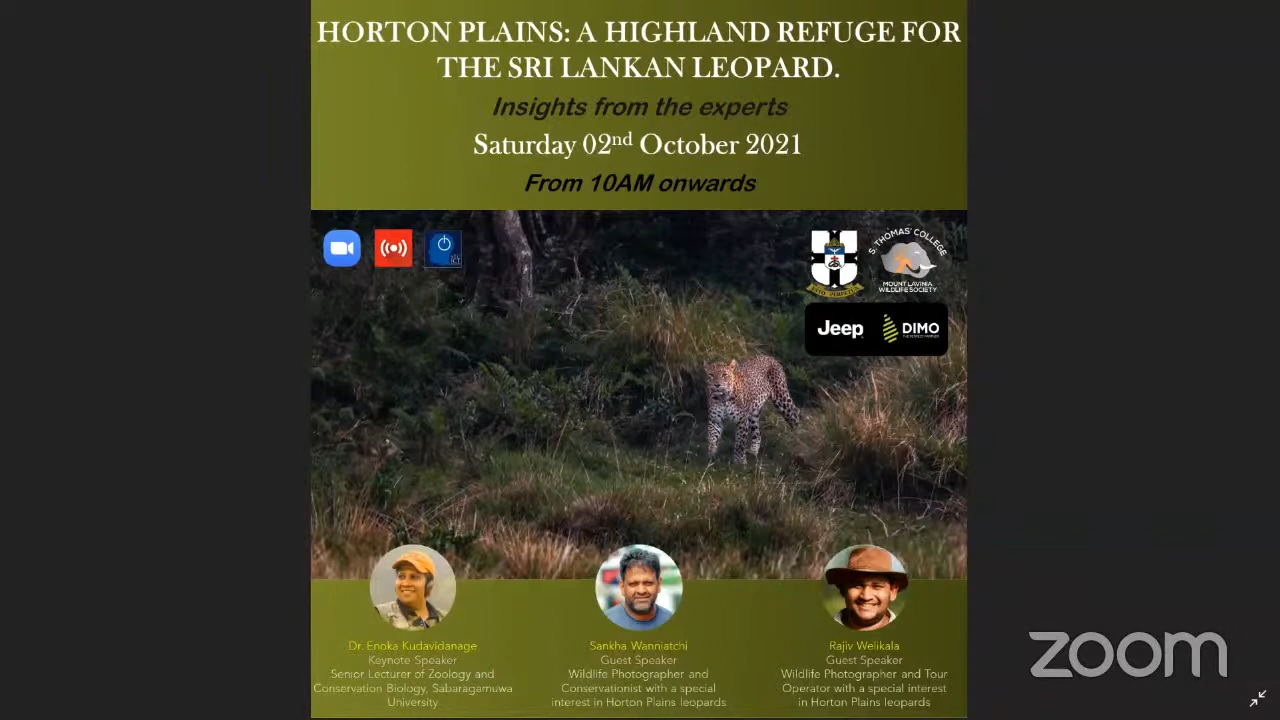 HORTON PLAINS: A HIGHLAND REFUGE FOR
THE SRI LANKAN LEOPARD.
Insights from the experts
Saturday 02nd October 2021
From 10AM onwards
S. THOMAS' COLLEGE
MOUNT LAVINIA
WILDLIFE SOCIETY
Jeep
DIMO
Dr. Enoka Kudavidanage
Keynote Speaker
Senior Lecturer of Zoology and
Conservation Biology, Sabaragamuwa
University
Sankha Wanniatchi
Guest Speaker
Wildlife Photographer and
Conservationist with a special
interest in Horton Plains leopards
Rajiv Welikala
Guest Speaker
Wildlife Photographer and Tour
Operator with a special interest
in Horton Plains leopards
zoom